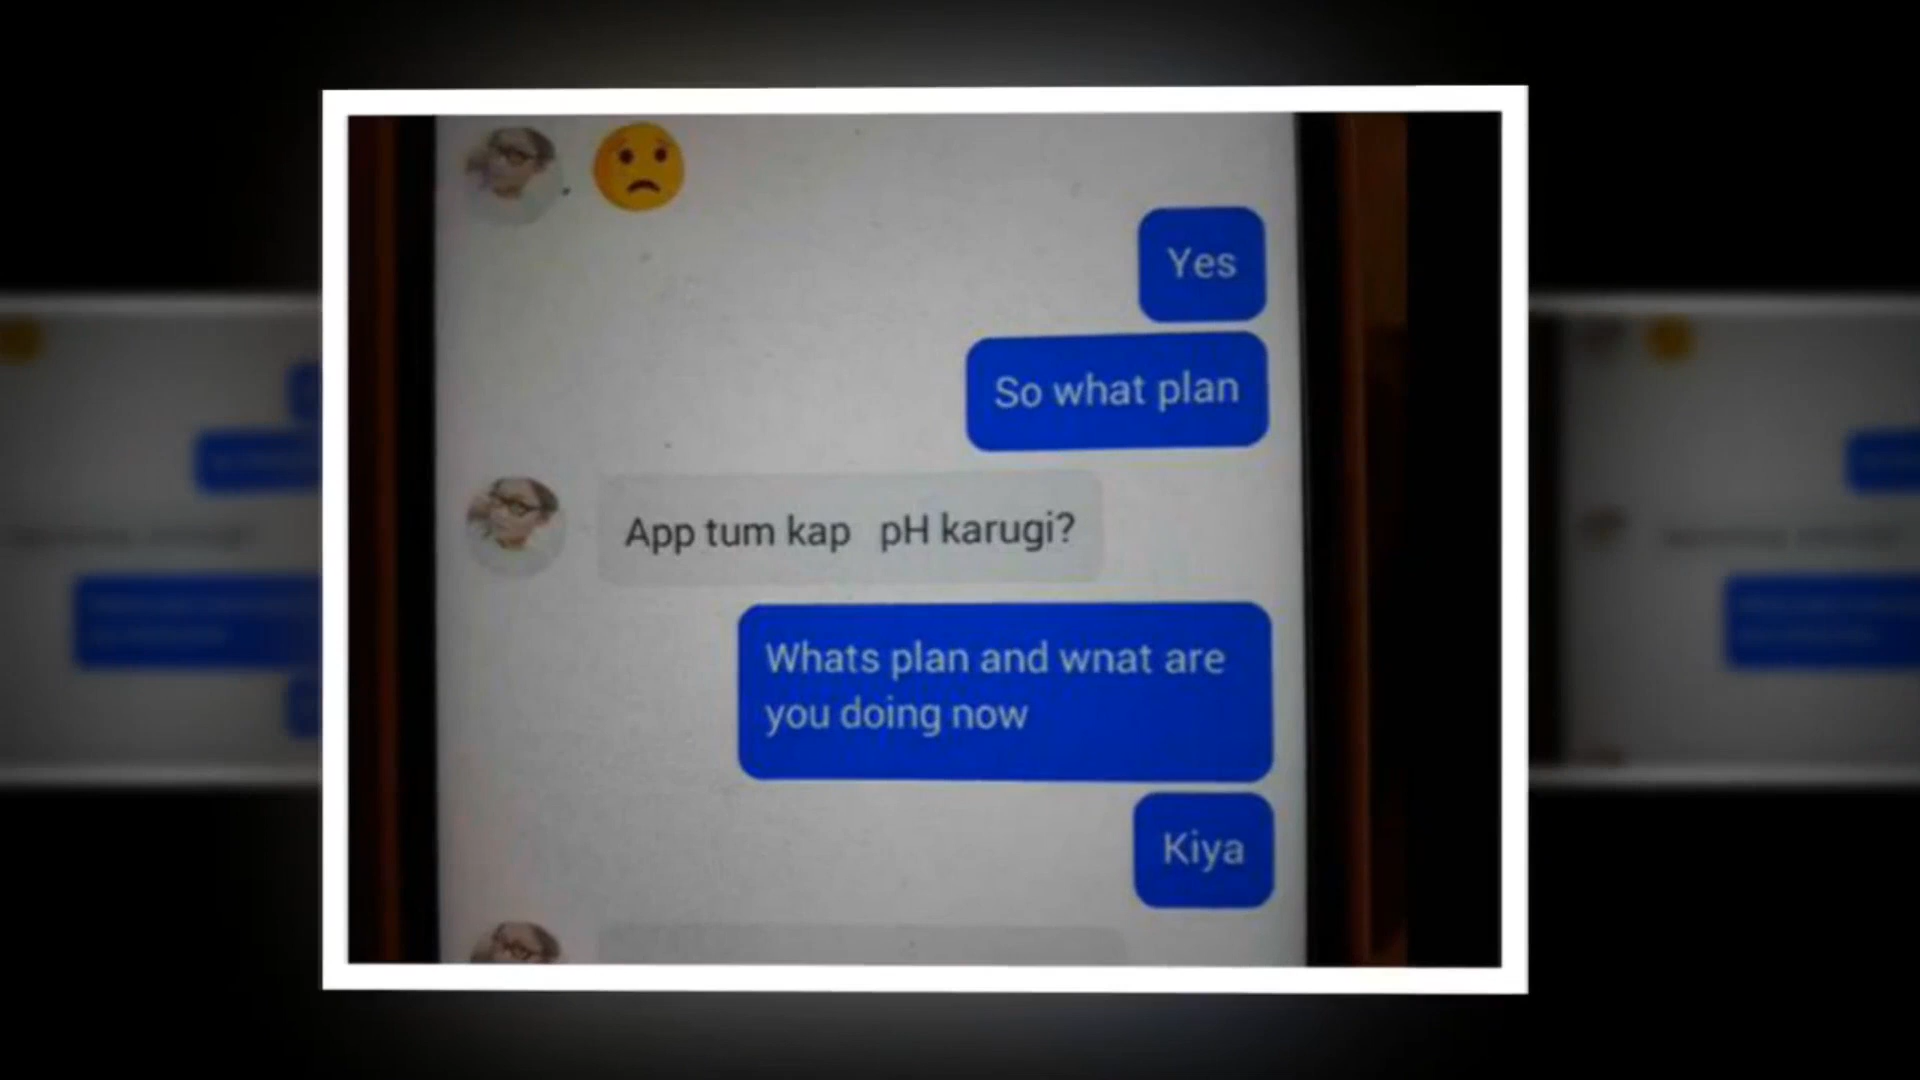 Yes
So what plan
App tum kap pH karugi?
Whats plan and wnat are
you doing now
Kiya